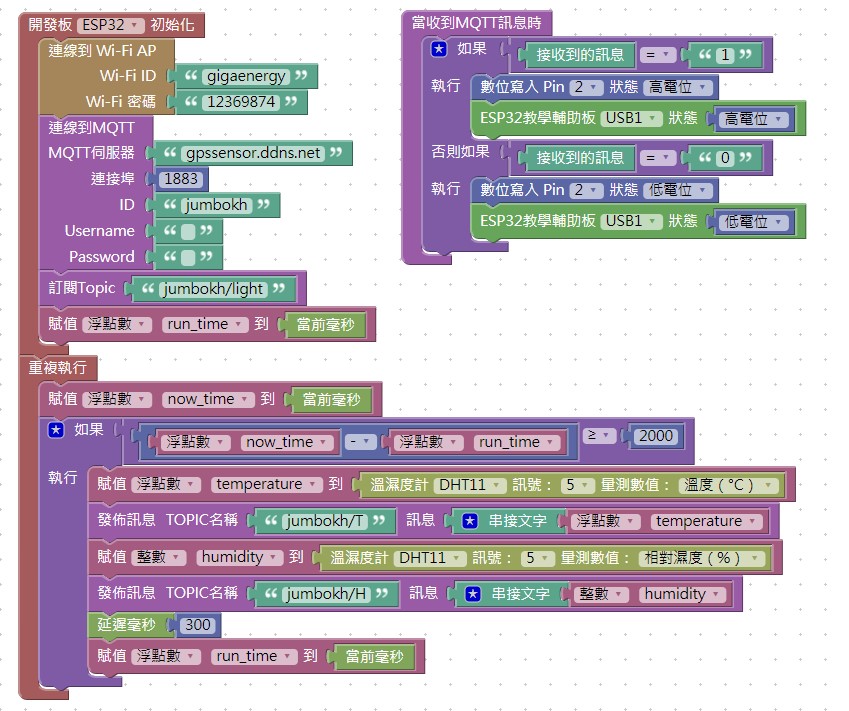 開發板 ESP32 初始化
連線到 Wi-Fi AP
Wi-Fi ID “ gigaenergy ”
Wi-Fi 密碼 “ 12369874 ”
連線到MQTT
MQTT伺服器 “ gpssensor.ddns.net ”
連接埠 1883
ID “ jumbokh ”
Username “ ”
Password “ ”
訂閱Topic “ jumbokh/light ”
賦值 浮點數 run_time 到 當前毫秒
重複執行
賦值 浮點數 now_time 到 當前毫秒
如果 浮點數 now_time - 浮點數 run_time ≥ 2000
執行
賦值 浮點數 temperature 到 溫濕度計 DHT11 訊號： 5 量測數值： 溫度 ( °C )
發佈訊息 TOPIC名稱 “ jumbokh/T ” 訊息 串接文字 浮點數 temperature
賦值 整數 humidity 到 溫濕度計 DHT11 訊號： 5 量測數值： 相對濕度 ( % )
發佈訊息 TOPIC名稱 “ jumbokh/H ” 訊息 串接文字 整數 humidity
延遲毫秒 300
賦值 浮點數 run_time 到 當前毫秒
當收到MQTT訊息時
如果 接收到的訊息 = “ 1 ”
執行 數位寫入 Pin 2 狀態 高電位
ESP32教學輔助板 USB1 狀態 高電位
否則如果 接收到的訊息 = “ 0 ”
執行 數位寫入 Pin 2 狀態 低電位
ESP32教學輔助板 USB1 狀態 低電位